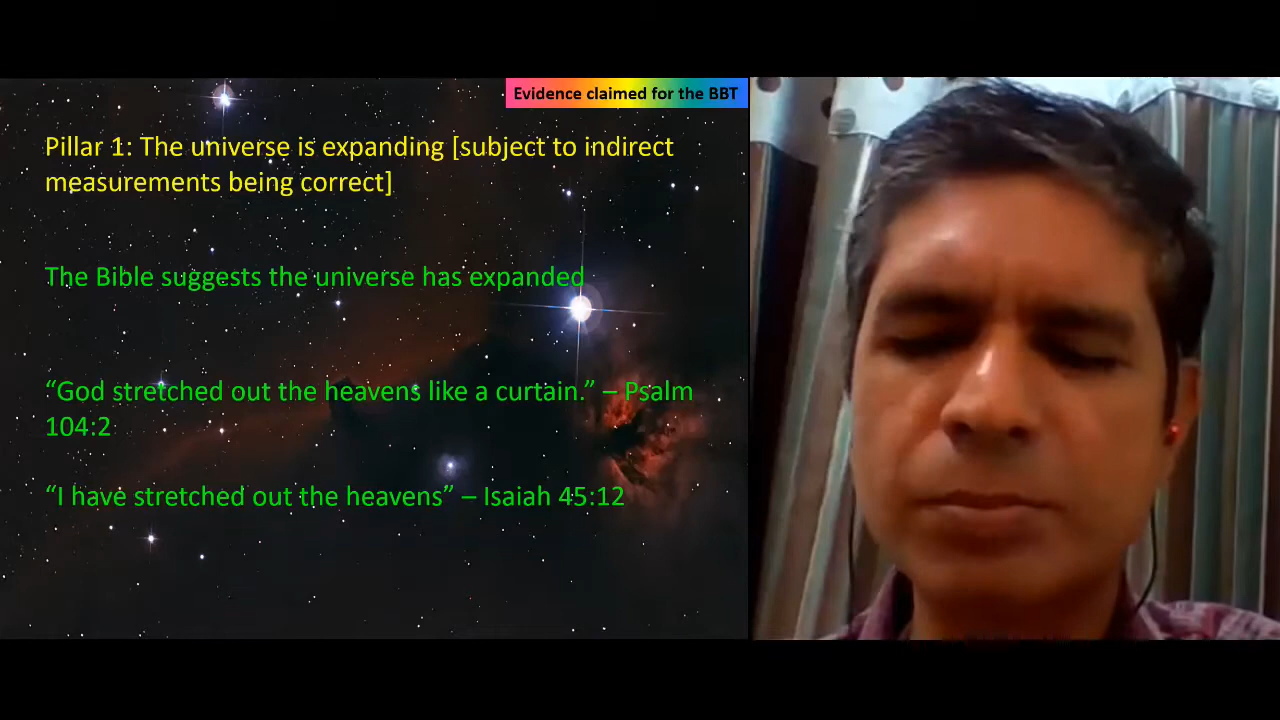 Evidence claimed for the BBT
Pillar 1: The universe is expanding [subject to indirect
measurements being correct]
The Bible suggests the universe has expanded
“God stretched out the heavens like a curtain.” – Psalm
104:2
“I have stretched out the heavens” – Isaiah 45:12